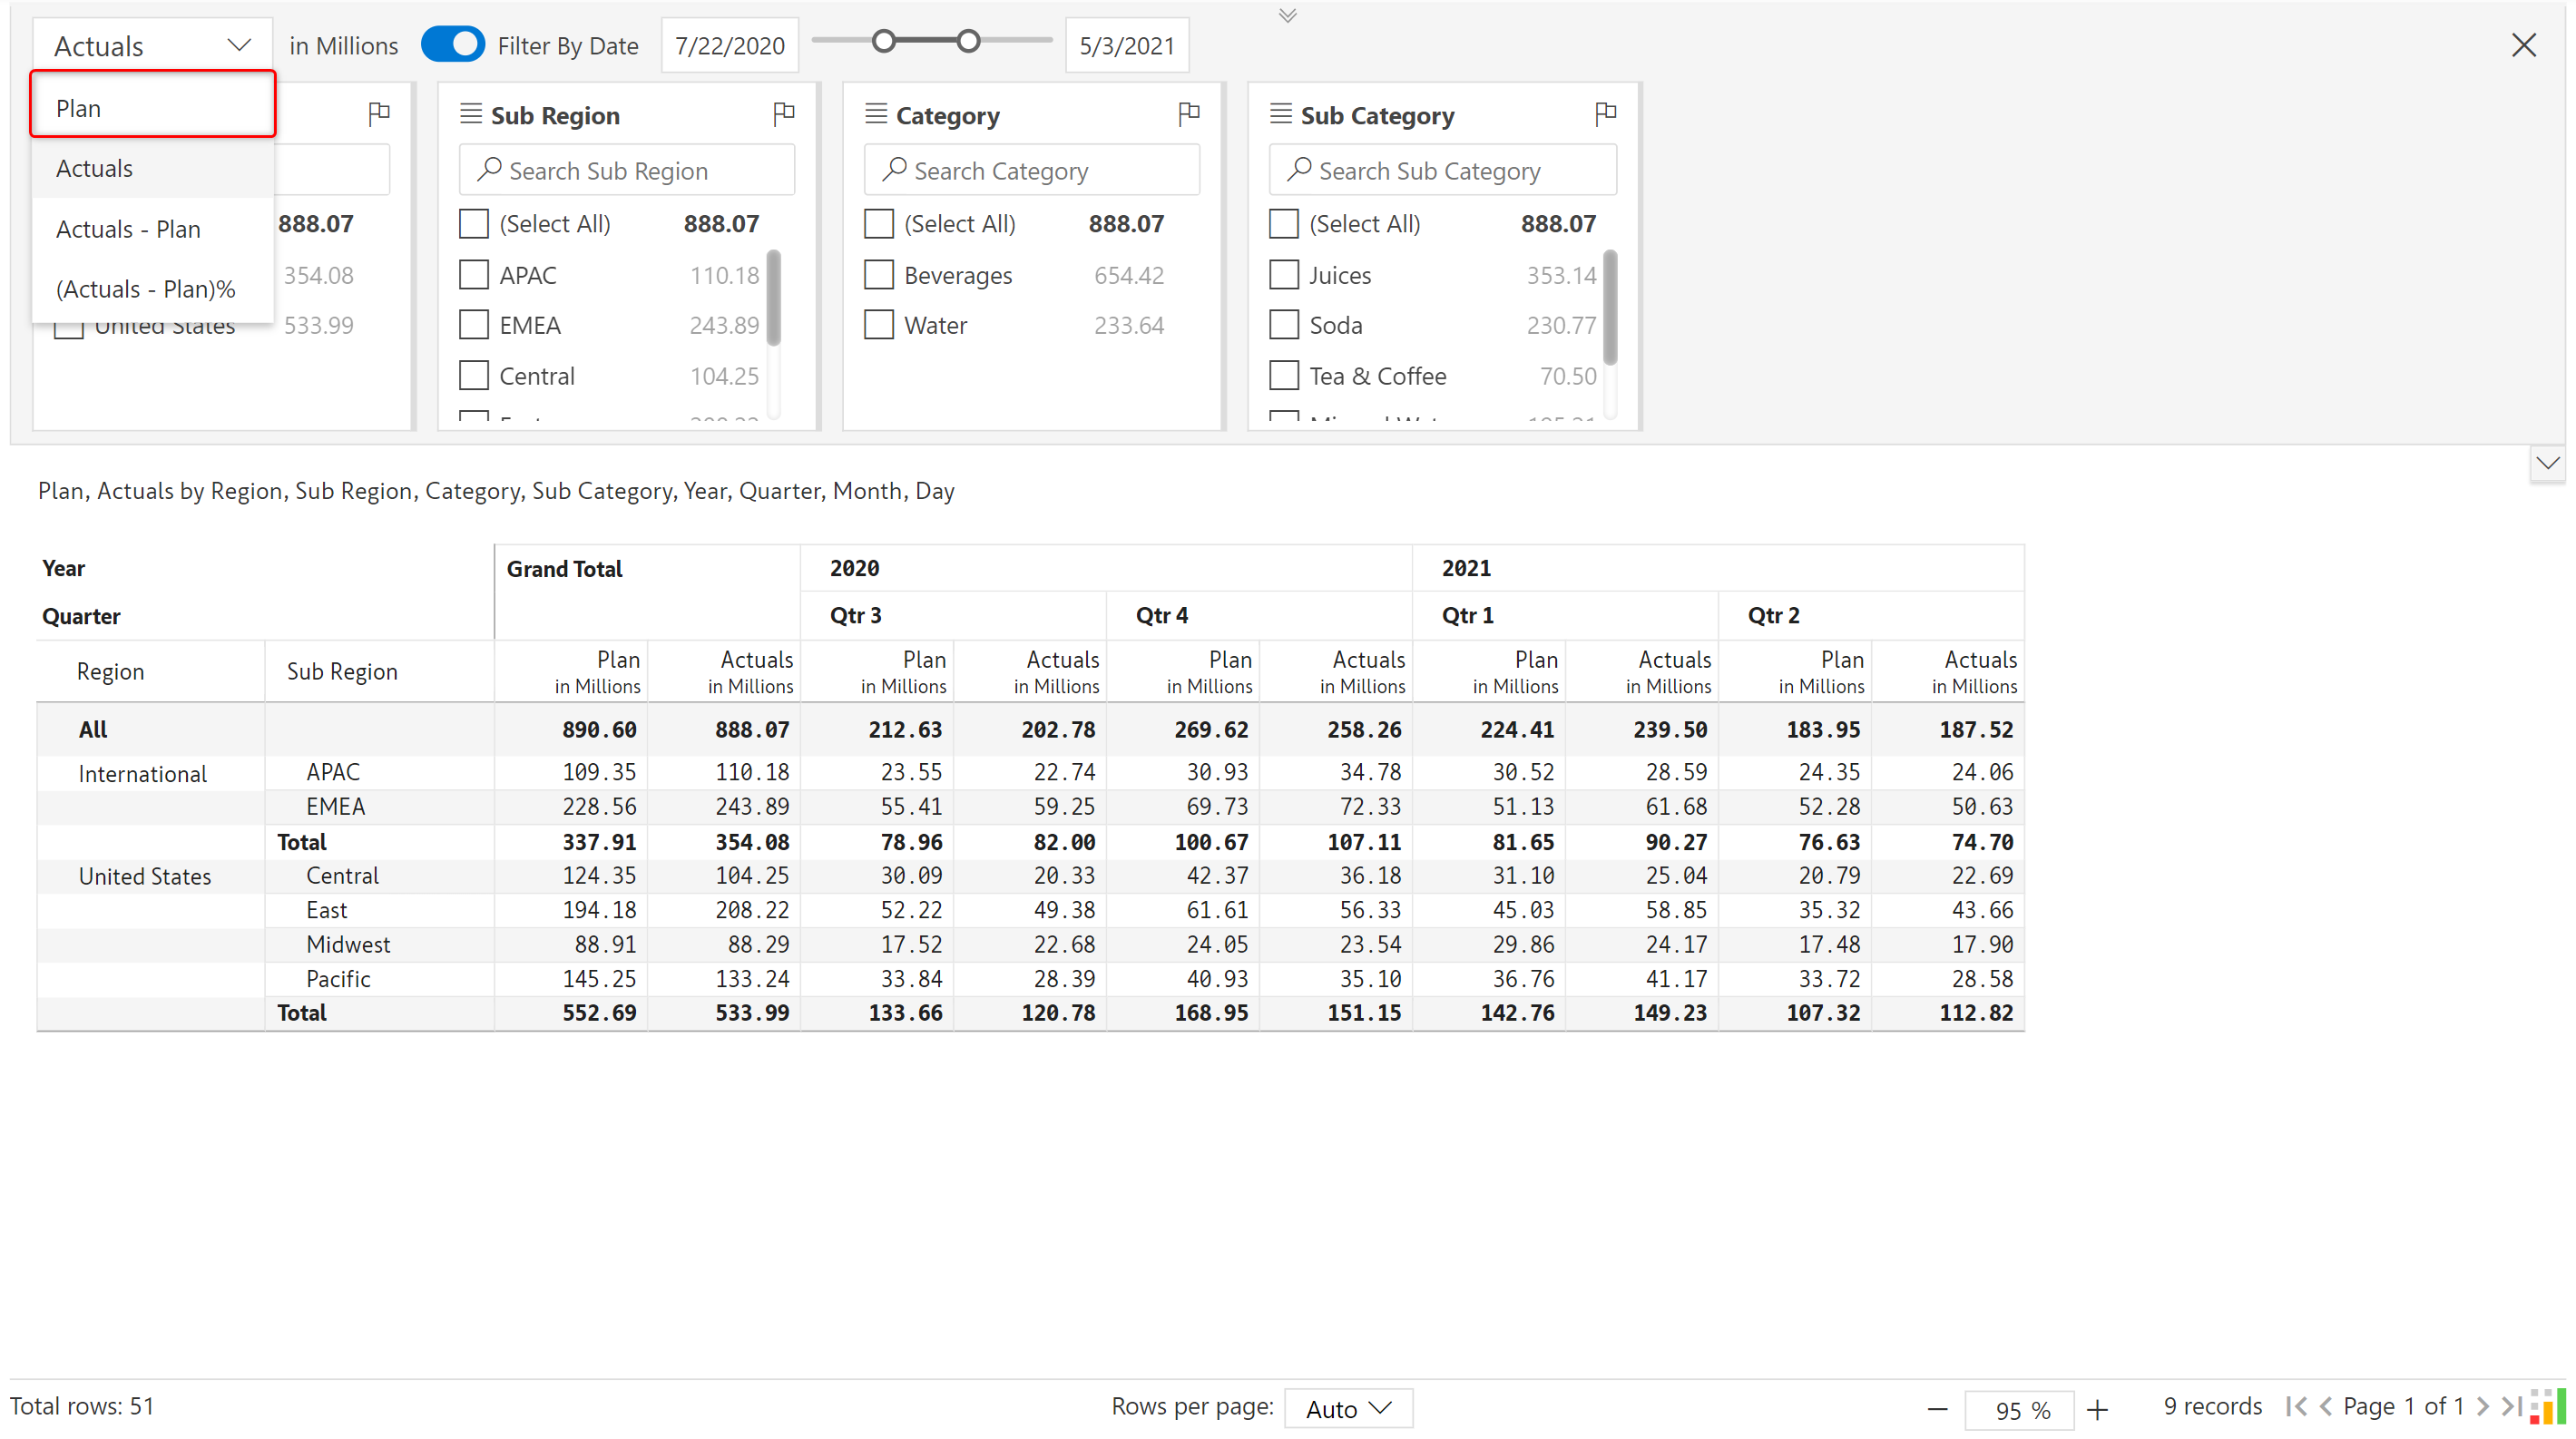 Actuals in Millions Filter By Date 7/22/2020 5/3/2021
Plan
Actuals
Actuals - Plan
(Actuals - Plan)%
888.07
354.08
United States 533.99
Sub Region
Search Sub Region
(Select All) 888.07
APAC 110.18
EMEA 243.89
Central 104.25
Category
Search Category
(Select All) 888.07
Beverages 654.42
Water 233.64
Sub Category
Search Sub Category
(Select All) 888.07
Juices 353.14
Soda 230.77
Tea & Coffee 70.50
Plan, Actuals by Region, Sub Region, Category, Sub Category, Year, Quarter, Month, Day
Year Grand Total 2020 2021
Quarter Qtr 3 Qtr 4 Qtr 1 Qtr 2
Region Sub Region Plan Actuals Plan Actuals Plan Actuals Plan Actuals Plan Actuals
in Millions in Millions in Millions in Millions in Millions in Millions in Millions in Millions in Millions in Millions
All 890.60 888.07 212.63 202.78 269.62 258.26 224.41 239.50 183.95 187.52
International APAC 109.35 110.18 23.55 22.74 30.93 34.78 30.52 28.59 24.35 24.06
EMEA 228.56 243.89 55.41 59.25 69.73 72.33 51.13 61.68 52.28 50.63
Total 337.91 354.08 78.96 82.00 100.67 107.11 81.65 90.27 76.63 74.70
United States Central 124.35 104.25 30.09 20.33 42.37 36.18 31.10 25.04 20.79 22.69
East 194.18 208.22 52.22 49.38 61.61 56.33 45.03 58.85 35.32 43.66
Midwest 88.91 88.29 17.52 22.68 24.05 23.54 29.86 24.17 17.48 17.90
Pacific 145.25 133.24 33.84 28.39 40.93 35.10 36.76 41.17 33.72 28.58
Total 552.69 533.99 133.66 120.78 168.95 151.15 142.76 149.23 107.32 112.82
Total rows: 51 Rows per page: Auto 95 % 9 records Page 1 of 1